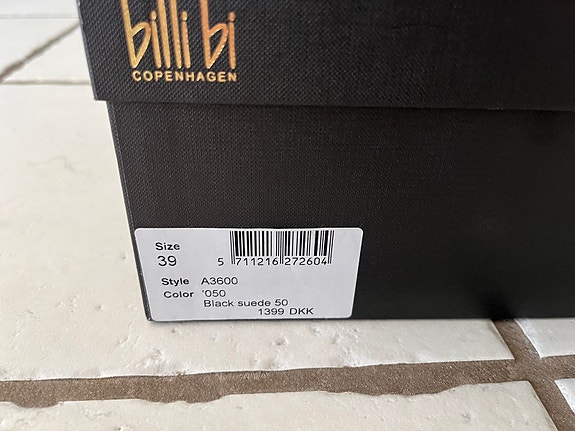 billi bi
COPENHAGEN
Size
39
5 711216 272604
Style A3600
Color '050
Black suede 50
1399 DKK